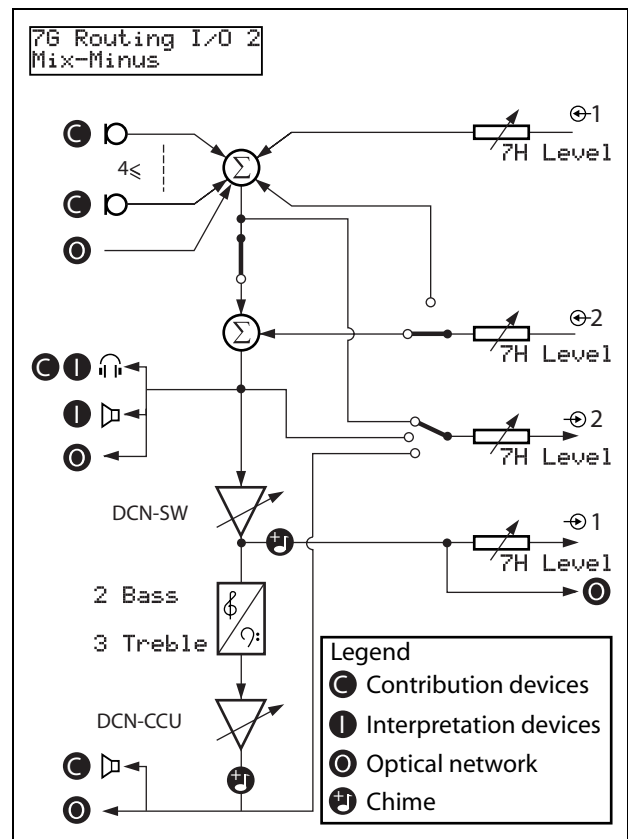 7G Routing I/O 2
Mix-Minus
C
1
7H Level
4≤
Σ
C
O
2
Σ
7H Level
C I
2
I
7H Level
O
DCN-SW
1
7H Level
O
2 Bass
3 Treble
Legend
C Contribution devices
I Interpretation devices
O Optical network
Chime
DCN-CCU
C
O